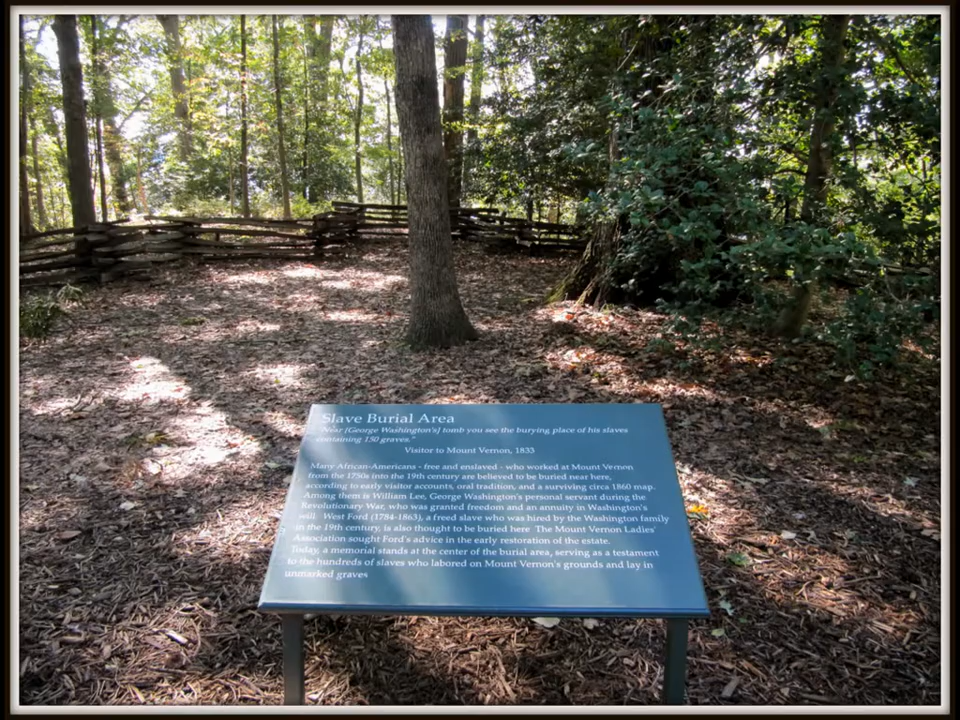 Slave Burial Area
"Near [George Washington's] tomb you see the burying place of his slaves
containing 150 graves."
Visitor to Mount Vernon, 1833
Many African-Americans - free and enslaved - who worked at Mount Vernon
from the 1750s into the 19th century are believed to be buried near here,
according to early visitor accounts, oral tradition, and a surviving circa 1860 map.
Among them is William Lee, George Washington's personal servant during the
Revolutionary War, who was granted freedom and an annuity in Washington's
will. West Ford (1784-1863), a freed slave who was hired by the Washington family
in the 19th century, is also thought to be buried here The Mount Vernon Ladies'
Association sought Ford's advice in the early restoration of the estate.
Today, a memorial stands at the center of the burial area, serving as a testament
to the hundreds of slaves who labored on Mount Vernon's grounds and lay in
unmarked graves